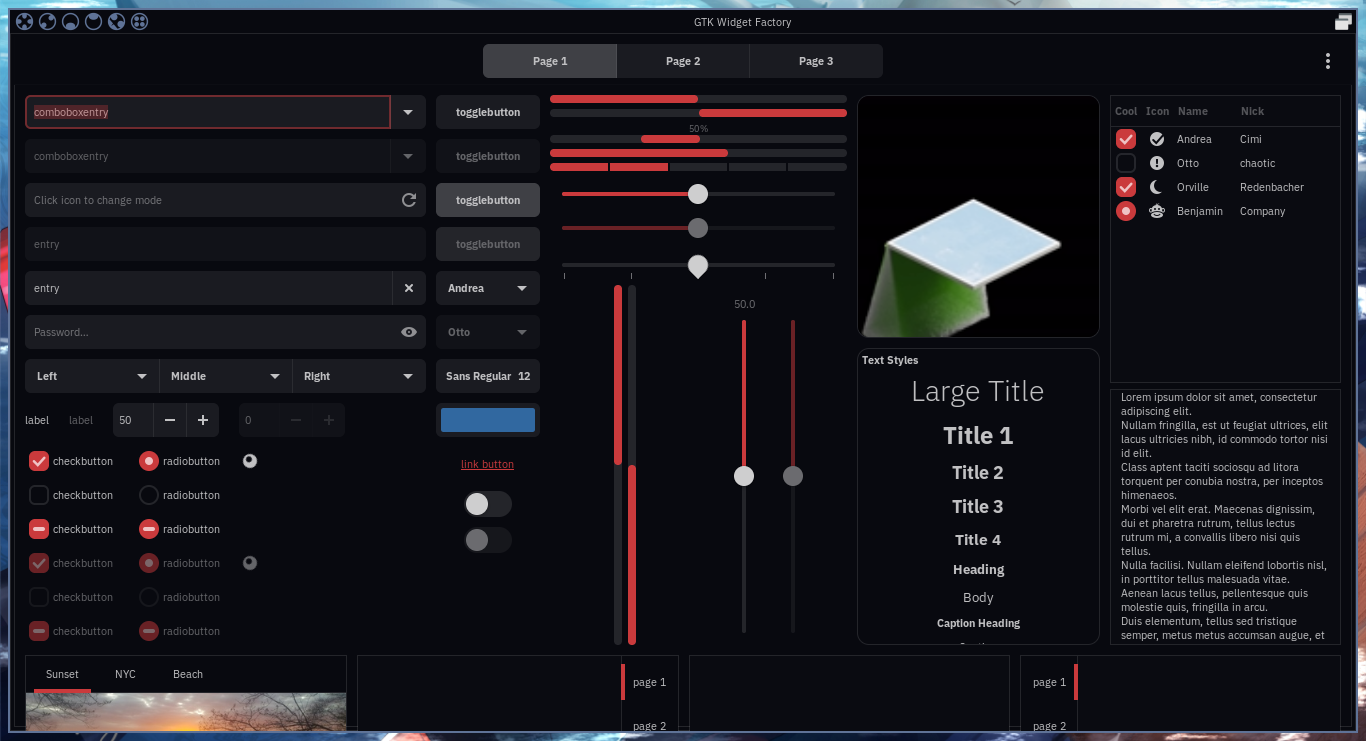 GTK Widget Factory
Page 1
Page 2
Page 3
comboboxentry
togglebutton
comboboxentry
togglebutton
Click icon to change mode
togglebutton
entry
togglebutton
entry
Andrea
Password...
Otto
Left
Middle
Right
Sans Regular 12
label
label
50
0
checkbutton
radiobutton
checkbutton
radiobutton
checkbutton
radiobutton
checkbutton
radiobutton
checkbutton
radiobutton
checkbutton
radiobutton
link button
50%
50.0
Text Styles
Large Title
Title 1
Title 2
Title 3
Title 4
Heading
Body
Caption Heading
Cool Icon Name Nick
Andrea Cimi
Otto chaotic
Orville Redenbacher
Benjamin Company
Lorem ipsum dolor sit amet, consectetur
adipiscing elit.
Nullam fringilla, est ut feugiat ultrices, elit
lacus ultricies nibh, id commodo tortor nisi
id elit.
Class aptent taciti sociosqu ad litora
torquent per conubia nostra, per inceptos
himenaeos.
Morbi vel elit erat. Maecenas dignissim,
dui et pharetra rutrum, tellus lectus
rutrum mi, a convallis libero nisi quis
tellus.
Nulla facilisi. Nullam eleifend lobortis nisl,
in porttitor tellus malesuada vitae.
Aenean lacus tellus, pellentesque quis
molestie quis, fringilla in arcu.
Duis elementum, tellus sed tristique
semper, metus metus accumsan augue, et
Sunset
NYC
Beach
page 1
page 2
page 1
page 2